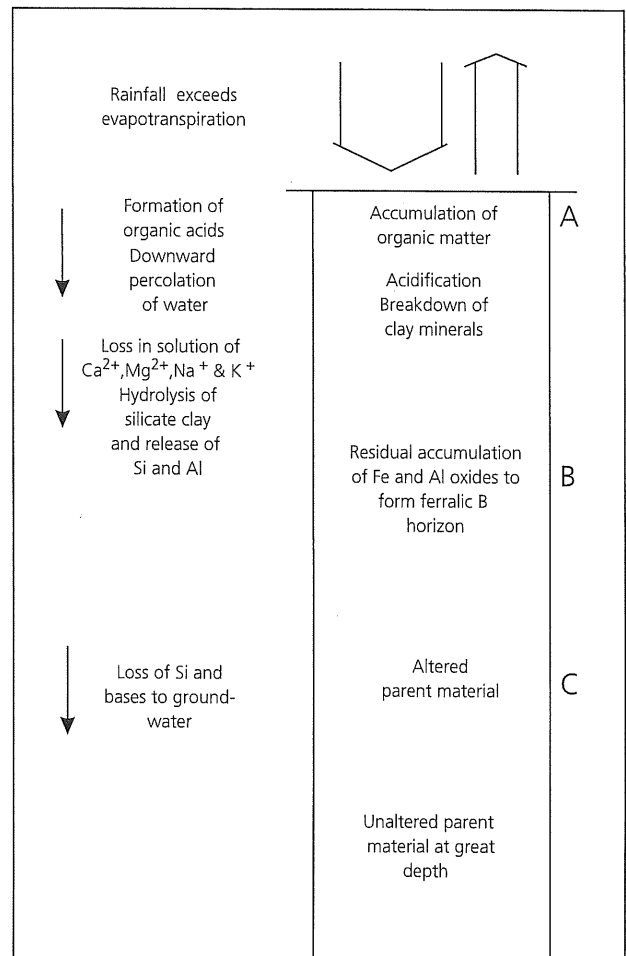 Rainfall exceeds
evapotranspiration
Formation of
organic acids
Downward
percolation
of water
Accumulation of
organic matter
A
Acidification
Breakdown of
clay minerals
Loss in solution of
Ca2+,Mg2+,Na + & K +
Hydrolysis of
silicate clay
and release of
Si and Al
Residual accumulation
of Fe and Al oxides to
form ferralic B
horizon
B
Loss of Si and
bases to ground-
water
Altered
parent material
C
Unaltered parent
material at great
depth